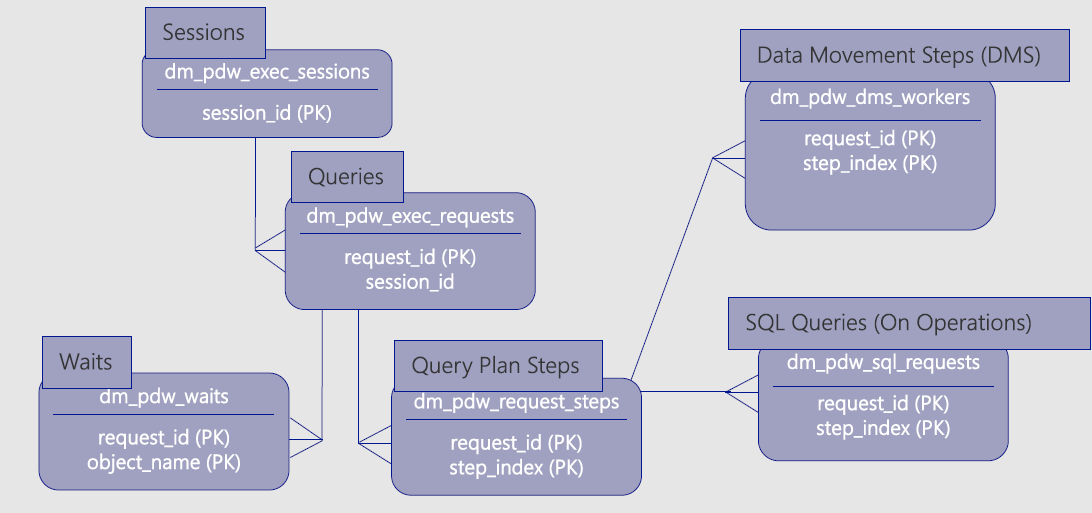 Sessions
dm_pdw_exec_sessions
session_id (PK)
Queries
dm_pdw_exec_requests
request_id (PK)
session_id
Waits
dm_pdw_waits
request_id (PK)
object_name (PK)
Query Plan Steps
dm_pdw_request_steps
request_id (PK)
step_index (PK)
Data Movement Steps (DMS)
dm_pdw_dms_workers
request_id (PK)
step_index (PK)
SQL Queries (On Operations)
dm_pdw_sql_requests
request_id (PK)
step_index (PK)